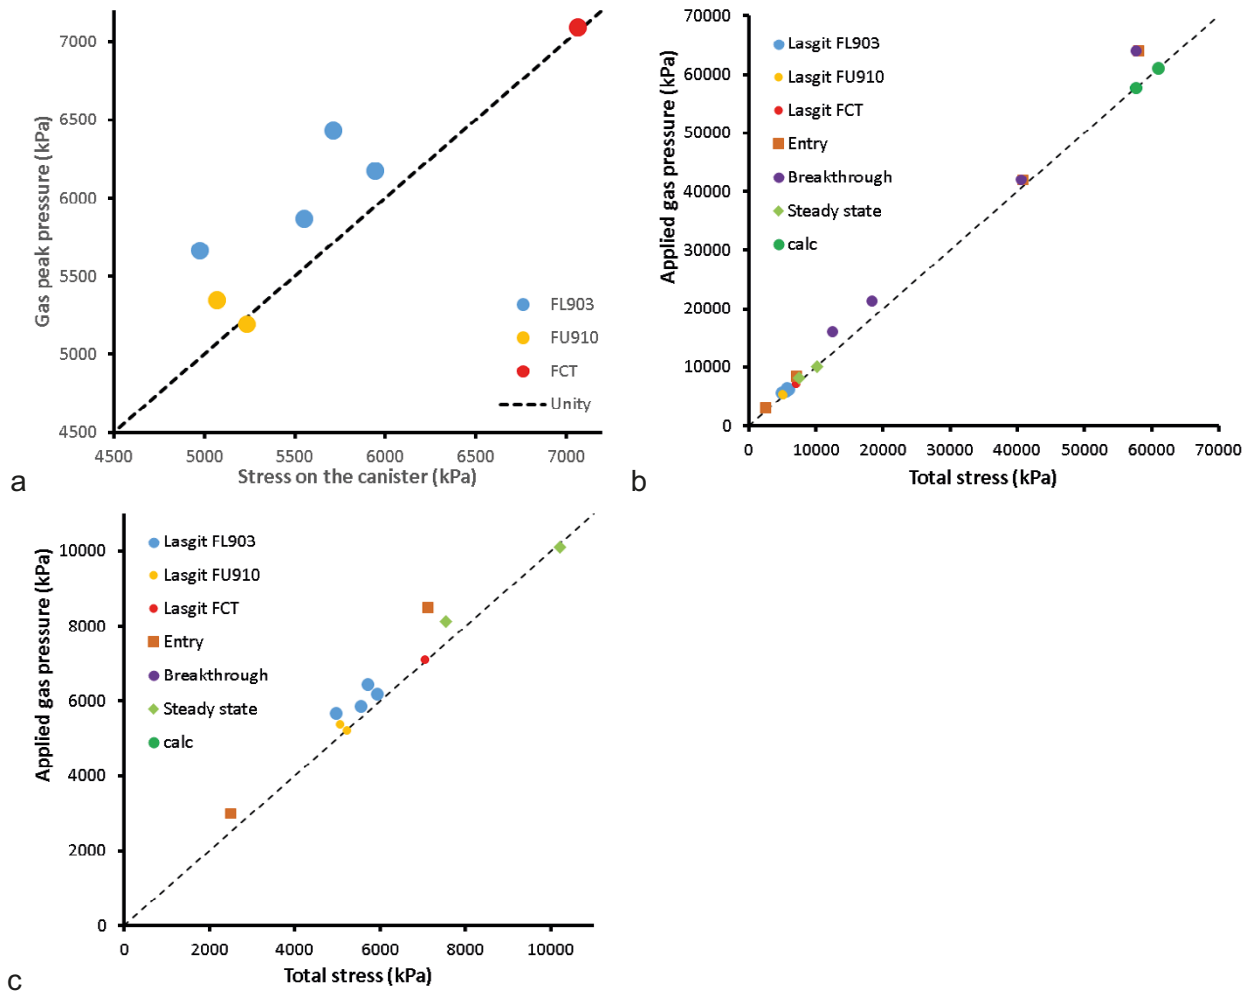 7000
6500
6000
5500
5000
4500
Gas peak pressure (kPa)
FL903
FU910
FCT
Unity
4500 5000 5500 6000 6500 7000
Stress on the canister (kPa)
a
70000
60000
50000
40000
30000
20000
10000
0
Applied gas pressure (kPa)
Lasgit FL903
Lasgit FU910
Lasgit FCT
Entry
Breakthrough
Steady state
calc
0 10000 20000 30000 40000 50000 60000 70000
Total stress (kPa)
b
10000
8000
6000
4000
2000
0
Applied gas pressure (kPa)
Lasgit FL903
Lasgit FU910
Lasgit FCT
Entry
Breakthrough
Steady state
calc
0 2000 4000 6000 8000 10000
Total stress (kPa)
c